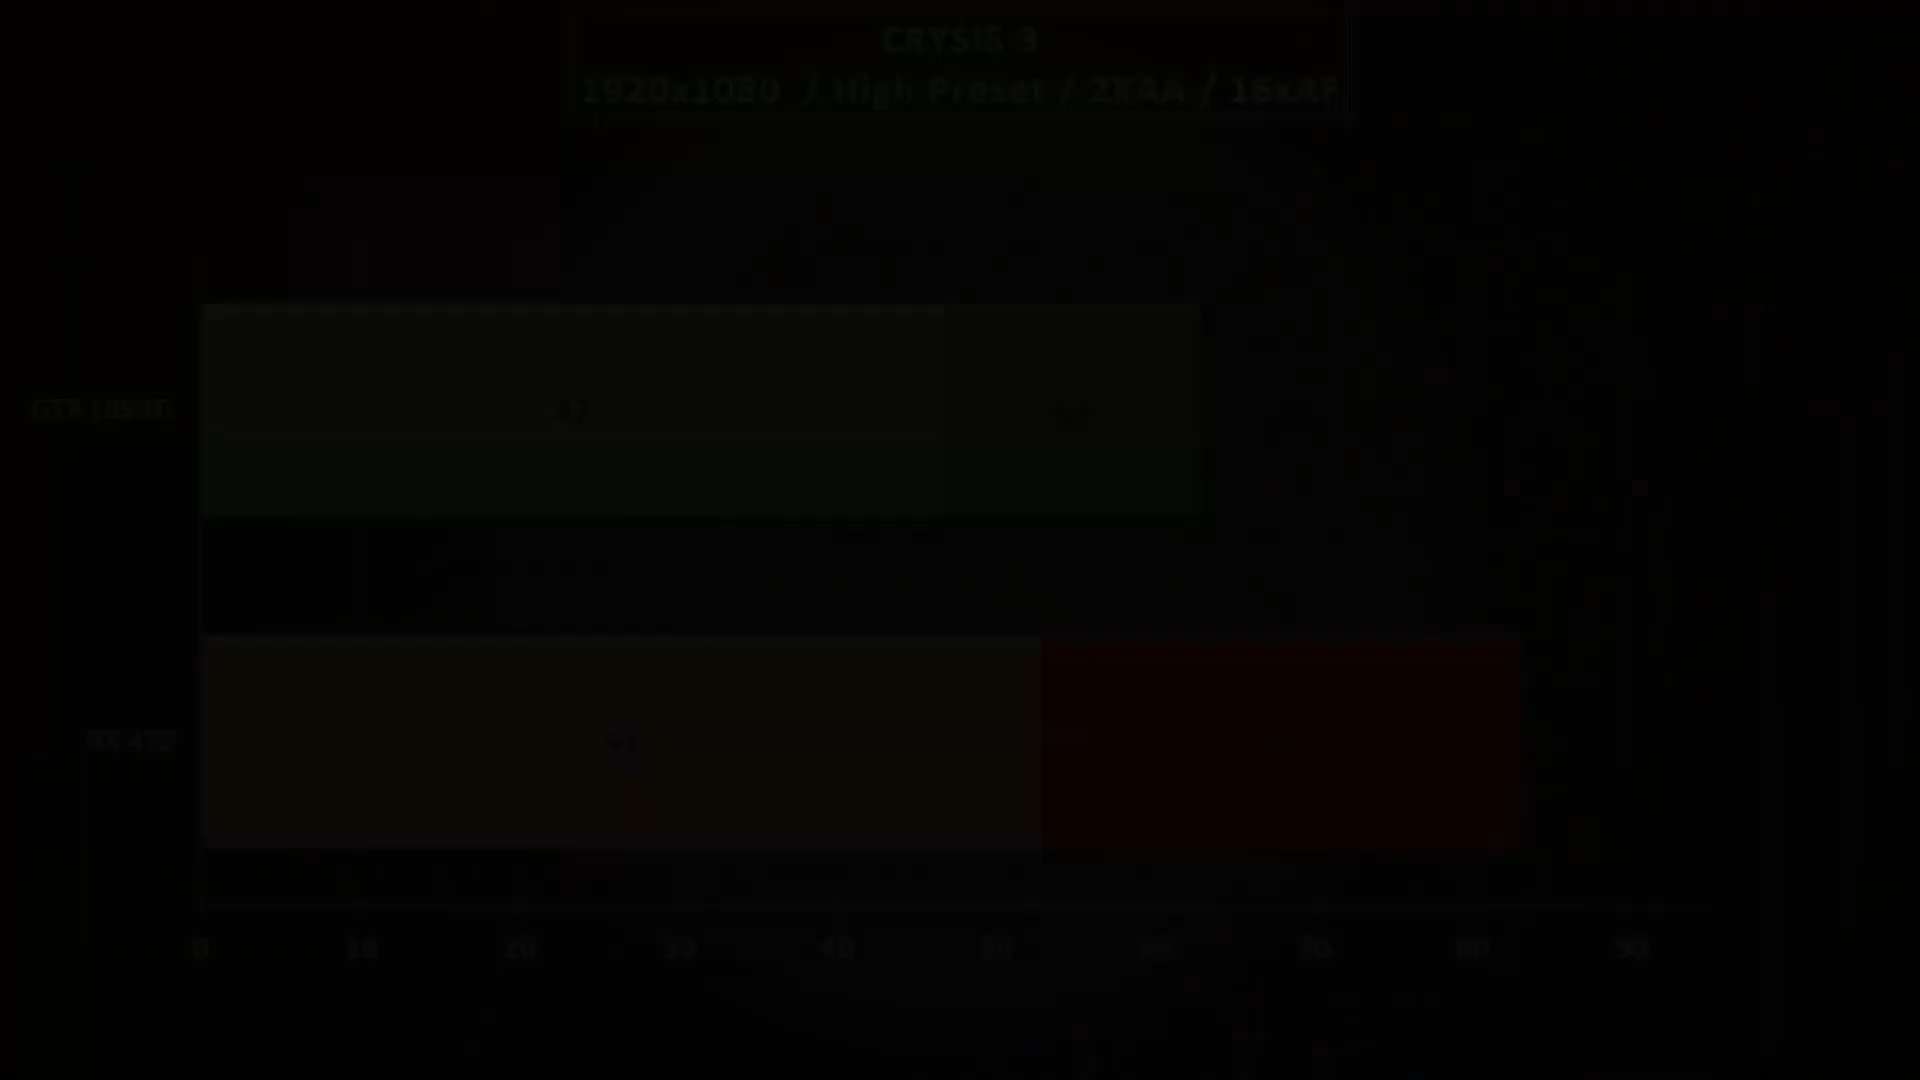 CRYSIS 3
1920x1080 / High Preset / 2XAA / 16xAF
GTX 1050Ti
47
RX 470
0 10 20 30 40 50 60 70 80 90